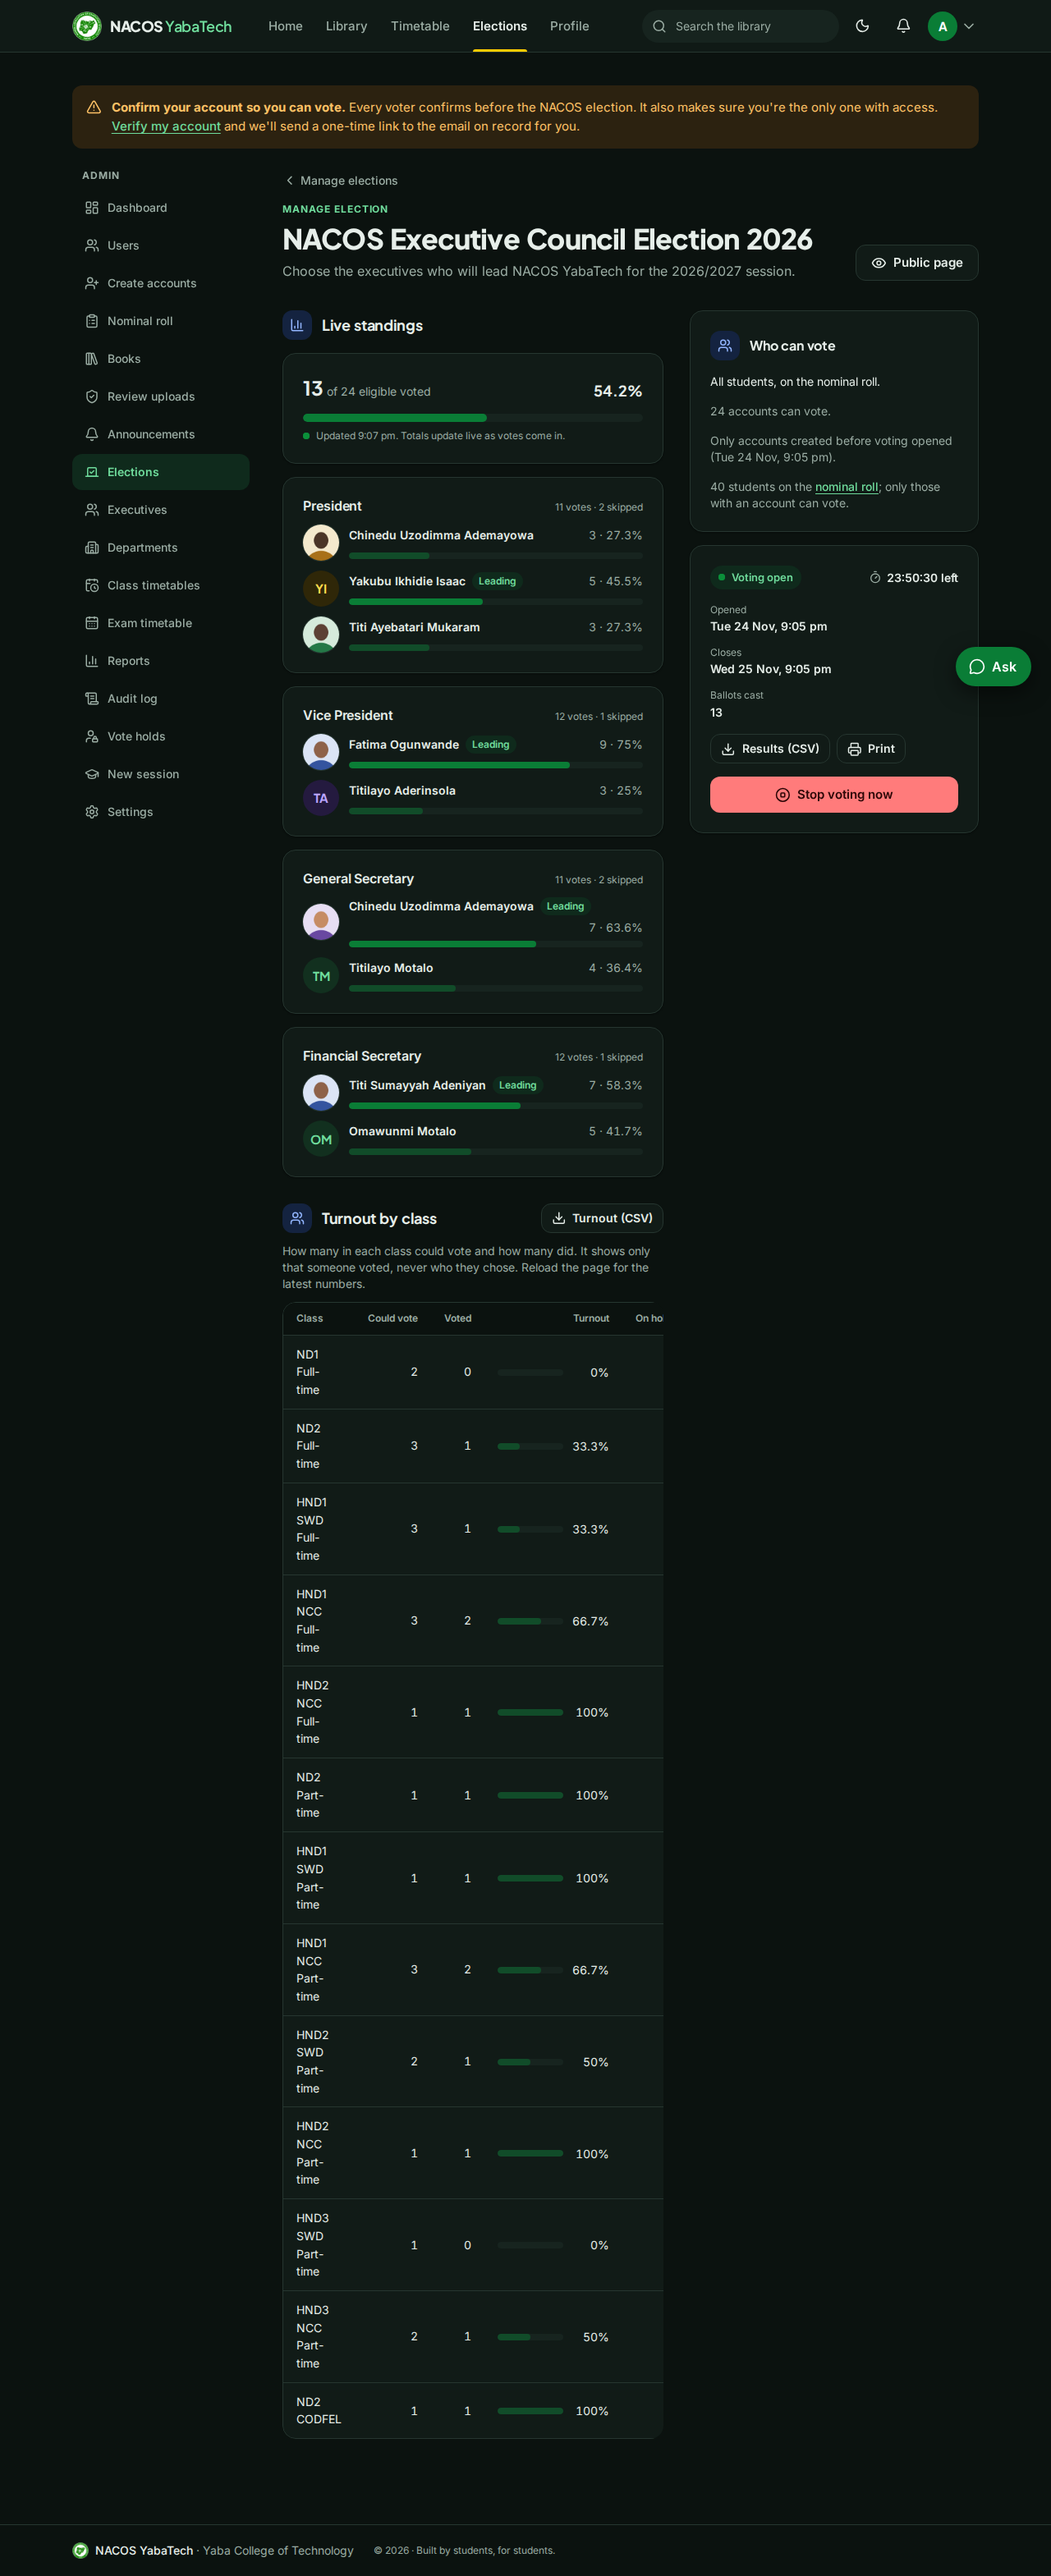 NACOS YabaTech
Home
Library
Timetable
Elections
Profile
Search the library
A
Confirm your account so you can vote. Every voter confirms before the NACOS election. It also makes sure you're the only one with access.
Verify my account and we'll send a one-time link to the email on record for you.
ADMIN
Dashboard
Users
Create accounts
Nominal roll
Books
Review uploads
Announcements
Elections
Executives
Departments
Class timetables
Exam timetable
Reports
Audit log
Vote holds
New session
Settings
Manage elections
MANAGE ELECTION
NACOS Executive Council Election 2026
Choose the executives who will lead NACOS YabaTech for the 2026/2027 session.
Public page
Live standings
13 of 24 eligible voted
54.2%
Updated 9:07 pm. Totals update live as votes come in.
President
11 votes · 2 skipped
Chinedu Uzodimma Ademayowa
3 · 27.3%
YI
Yakubu Ikhidie Isaac
Leading
5 · 45.5%
Titi Ayebatari Mukaram
3 · 27.3%
Vice President
12 votes · 1 skipped
Fatima Ogunwande
Leading
9 · 75%
TA
Titilayo Aderinsola
3 · 25%
General Secretary
11 votes · 2 skipped
Chinedu Uzodimma Ademayowa
Leading
7 · 63.6%
TM
Titilayo Motalo
4 · 36.4%
Financial Secretary
12 votes · 1 skipped
Titi Sumayyah Adeniyan
Leading
7 · 58.3%
OM
Omawunmi Motalo
5 · 41.7%
Who can vote
All students, on the nominal roll.
24 accounts can vote.
Only accounts created before voting opened
(Tue 24 Nov, 9:05 pm).
40 students on the nominal roll; only those
with an account can vote.
Voting open
23:50:30 left
Opened
Tue 24 Nov, 9:05 pm
Closes
Wed 25 Nov, 9:05 pm
Ballots cast
13
Results (CSV)
Print
Stop voting now
Ask
Turnout by class
Turnout (CSV)
How many in each class could vote and how many did. It shows only
that someone voted, never who they chose. Reload the page for the
latest numbers.
Class
Could vote
Voted
Turnout
On ho
ND1
Full-
time
2
0
0%
ND2
Full-
time
3
1
33.3%
HND1
SWD
Full-
time
3
1
33.3%
HND1
NCC
Full-
time
3
2
66.7%
HND2
NCC
Full-
time
1
1
100%
ND2
Part-
time
1
1
100%
HND1
SWD
Part-
time
1
1
100%
HND1
NCC
Part-
time
3
2
66.7%
HND2
SWD
Part-
time
2
1
50%
HND2
NCC
Part-
time
1
1
100%
HND3
SWD
Part-
time
1
0
0%
HND3
NCC
Part-
time
2
1
50%
ND2
CODFEL
1
1
100%
NACOS YabaTech · Yaba College of Technology
© 2026 · Built by students, for students.